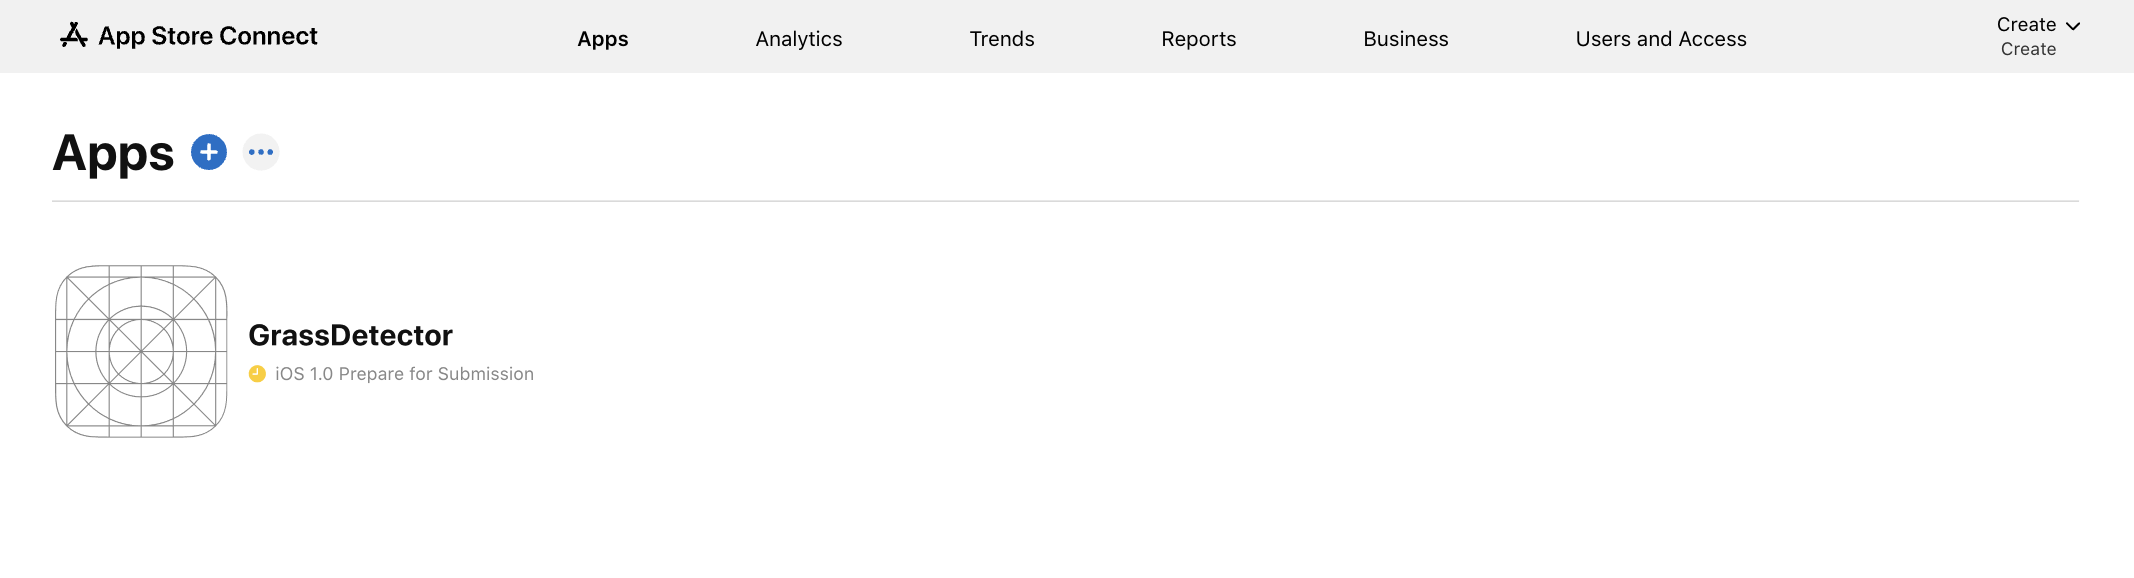 App Store Connect
Apps
Analytics
Trends
Reports
Business
Users and Access
Create
Create
Apps
GrassDetector
iOS 1.0 Prepare for Submission